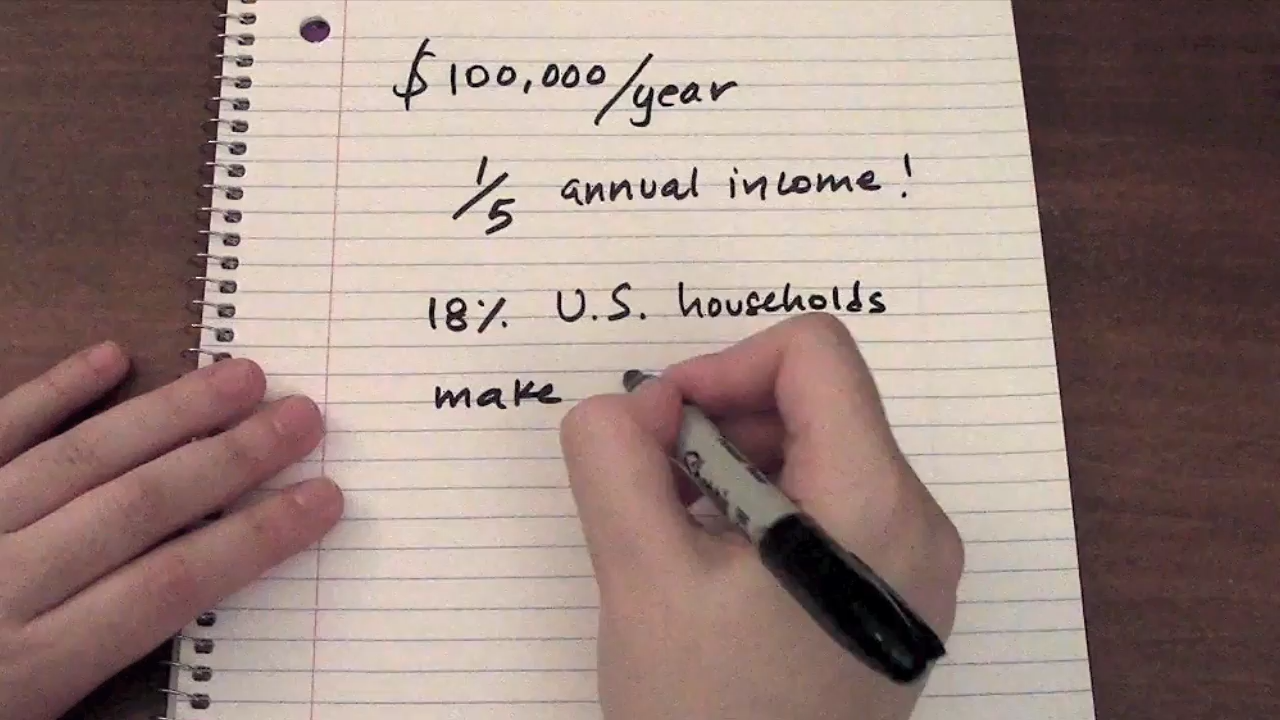 $100,000/year
1/5 annual income!
18% U.S. households
make